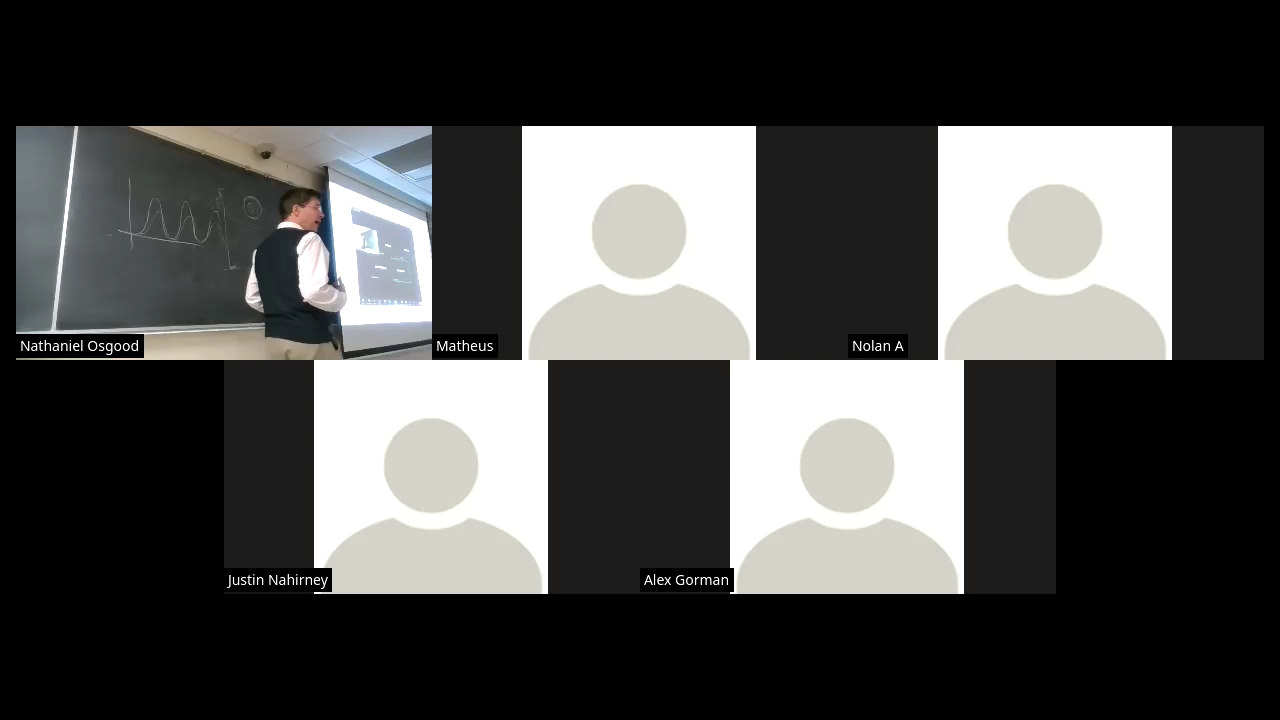 Nathaniel Osgood
Matheus
Nolan A
Justin Nahirney
Alex Gorman